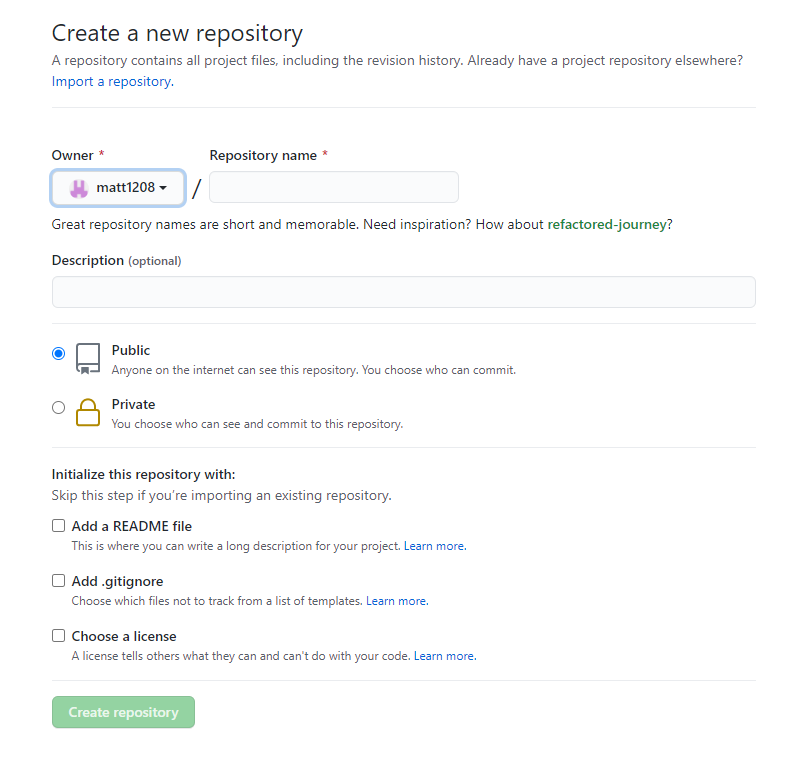 Create a new repository
A repository contains all project files, including the revision history. Already have a project repository elsewhere?
Import a repository.
Owner * Repository name *
matt1208 /
Great repository names are short and memorable. Need inspiration? How about refactored-journey?
Description (optional)
Public
Anyone on the internet can see this repository. You choose who can commit.
Private
You choose who can see and commit to this repository.
Initialize this repository with:
Skip this step if you're importing an existing repository.
Add a README file
This is where you can write a long description for your project. Learn more.
Add .gitignore
Choose which files not to track from a list of templates. Learn more.
Choose a license
A license tells others what they can and can't do with your code. Learn more.
Create repository